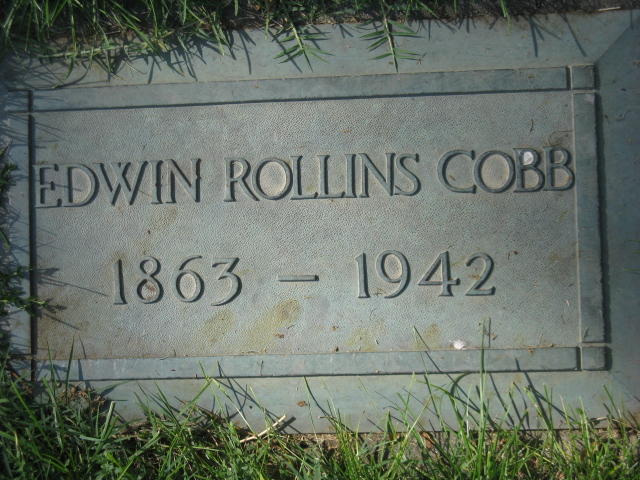 EDWIN ROLLINS COBB
1863 – 1942